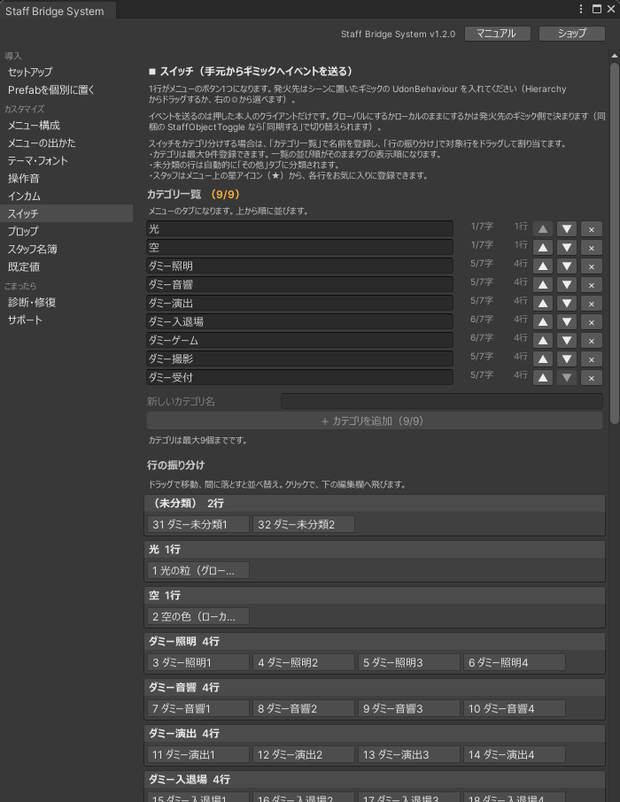 Staff Bridge System
Staff Bridge System v1.2.0 マニュアル ショップ
導入
セットアップ
Prefabを個別に置く
カスタマイズ
メニュー構成
メニューの出かた
テーマ・フォント
操作音
インカム
スイッチ
プロップ
スタッフ名簿
既定値
こまったら
診断・修復
サポート
■ スイッチ（手元からギミックへイベントを送る）
1行がメニューのボタン1つになります。発火先はシーンに置いたギミックの UdonBehaviour を入れてください（Hierarchy
からドラッグするか、右の⊙から選べます）。
イベントを送るのは押した本人のクライアントだけです。グローバルにするかローカルのままにするかは発火先のギミック側で決まります（同
梱の StaffObjectToggle なら「同期する」で切り替えられます）。
スイッチをカテゴリ分けする場合は、「カテゴリ一覧」で名前を登録し、「行の振り分け」で対象行をドラッグして割り当てます。
・カテゴリは最大9件登録できます。一覧の並び順がそのままタブの表示順になります。
・未分類の行は自動的に「その他」タブに分類されます。
・スタッフはメニュー上の星アイコン（★）から、各行をお気に入りに登録できます。
カテゴリ一覧 （9/9）
メニューのタブになります。上から順に並びます。
光 1/7字 1行 ▲ ▼ ×
空 1/7字 1行 ▲ ▼ ×
ダミー照明 5/7字 4行 ▲ ▼ ×
ダミー音響 5/7字 4行 ▲ ▼ ×
ダミー演出 5/7字 4行 ▲ ▼ ×
ダミー入退場 6/7字 4行 ▲ ▼ ×
ダミーゲーム 6/7字 4行 ▲ ▼ ×
ダミー撮影 5/7字 4行 ▲ ▼ ×
ダミー受付 5/7字 4行 ▲ ▼ ×
新しいカテゴリ名
＋ カテゴリを追加（9/9）
カテゴリは最大9個までです。
行の振り分け
ドラッグで移動、間に落とすと並べ替え。クリックで、下の編集欄へ飛びます。
（未分類） 2行
31 ダミー未分類1 32 ダミー未分類2
光 1行
1 光の粒（グロー...
空 1行
2 空の色（ローカ...
ダミー照明 4行
3 ダミー照明1 4 ダミー照明2 5 ダミー照明3 6 ダミー照明4
ダミー音響 4行
7 ダミー音響1 8 ダミー音響2 9 ダミー音響3 10 ダミー音響4
ダミー演出 4行
11 ダミー演出1 12 ダミー演出2 13 ダミー演出3 14 ダミー演出4
ダミー入退場 4行
15 ダミー入退場1 16 ダミー入退場2 17 ダミー入退場3 18 ダミー入退場4